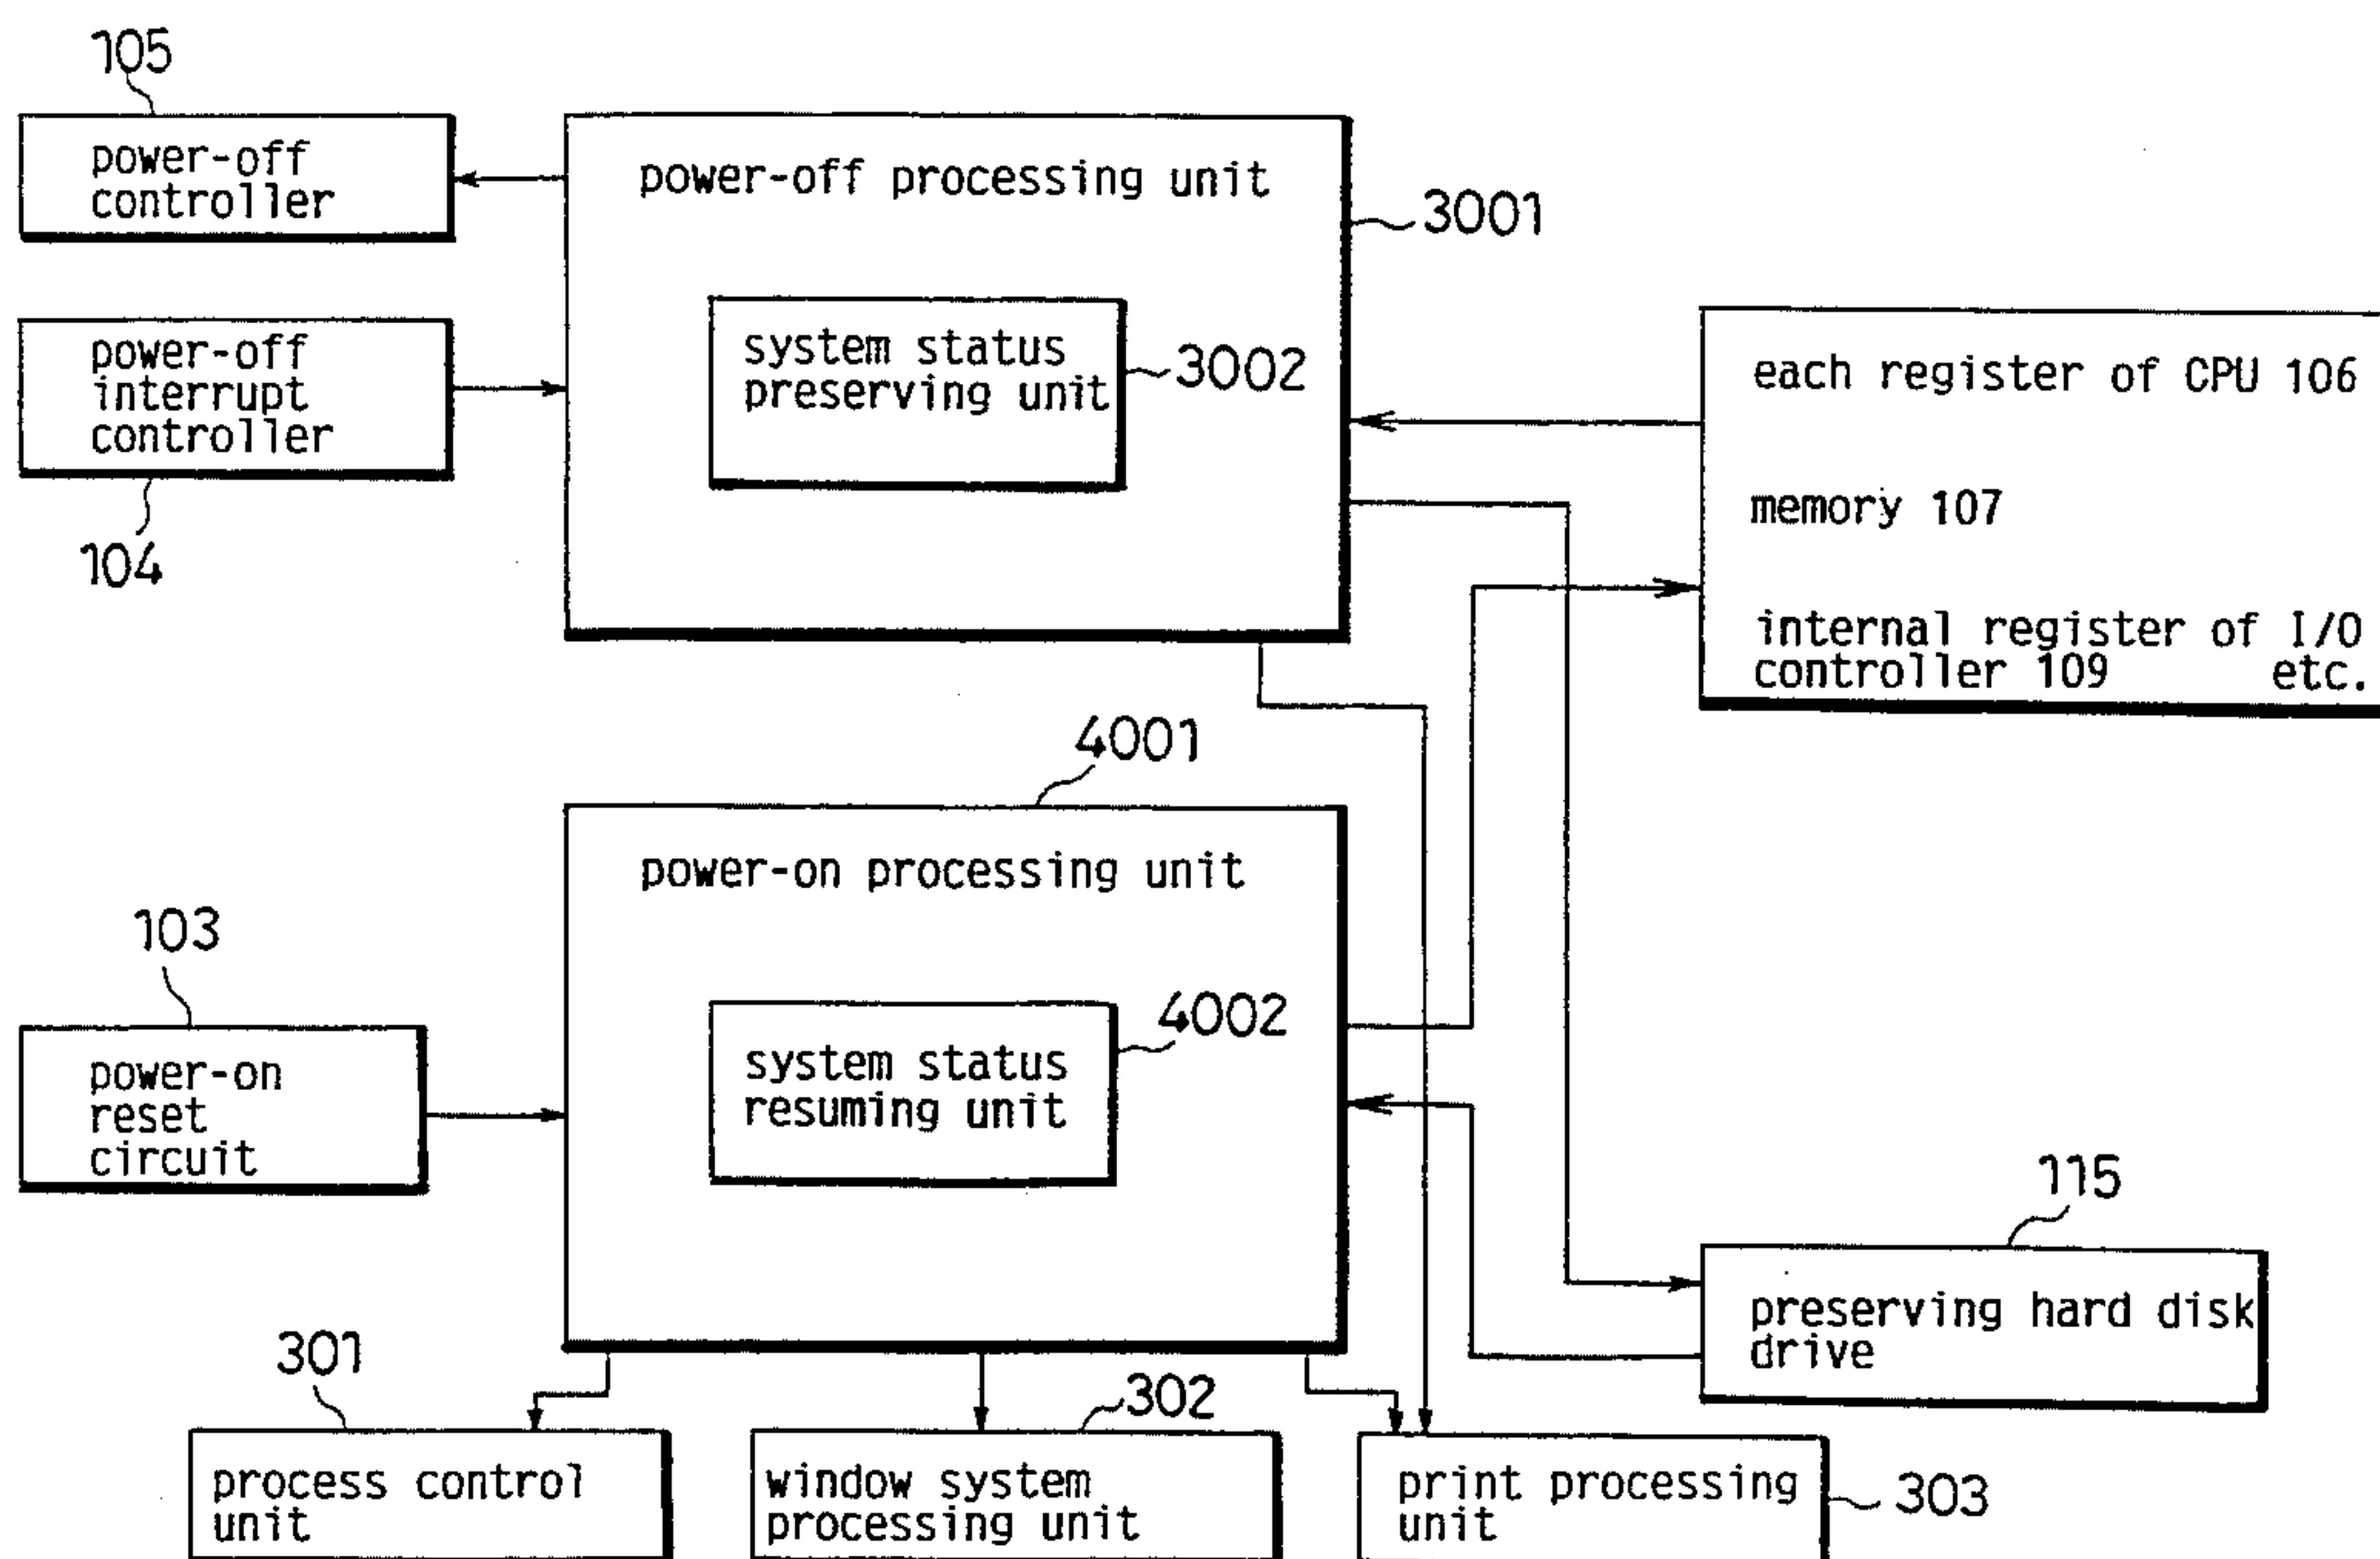 105
power-off
controller
power-off processing unit
3001
system status
preserving unit
3002
power-off
interrupt
controller
104
each register of CPU 106
memory 107
internal register of I/O
controller 109 etc.
4001
power-on processing unit
103
power-on
reset
circuit
4002
system status
resuming unit
115
preserving hard disk
drive
301
process control
unit
302
window system
processing unit
print processing
unit
303